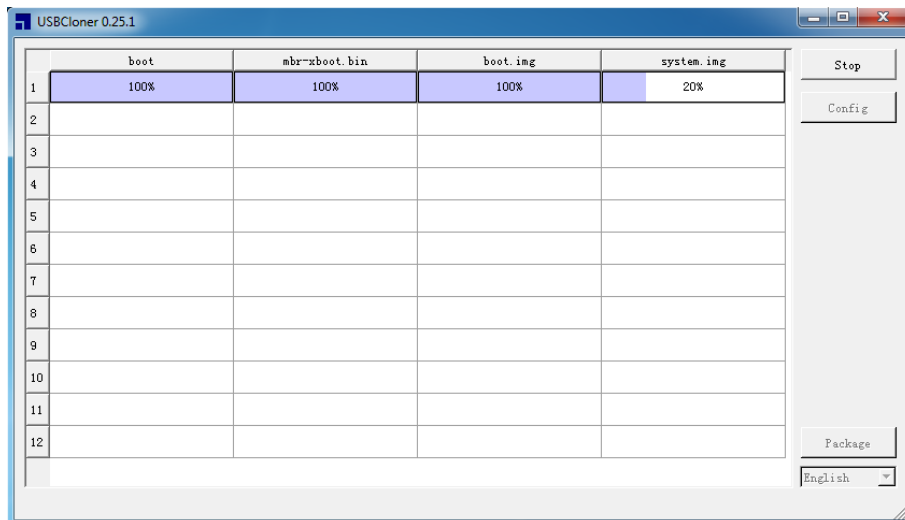 USBCloner 0.25.1
boot mbr-xboot.bin boot.img system.img
Stop
1 100% 100% 100% 20%
Config
2
3
4
5
6
7
8
9
10
11
12
Package
English